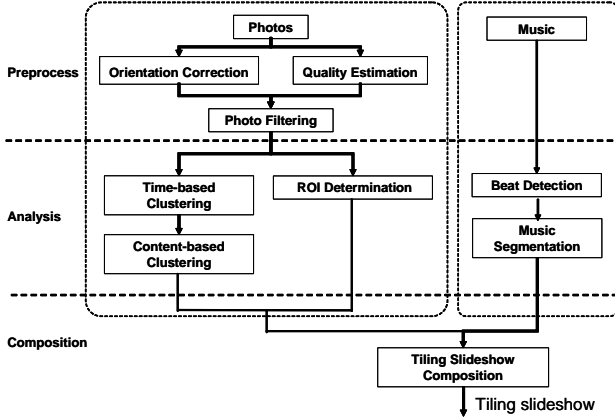 Photos
Music
Preprocess
Orientation Correction
Quality Estimation
Photo Filtering
Time-based
Clustering
ROI Determination
Beat Detection
Analysis
Content-based
Clustering
Music
Segmentation
Composition
Tiling Slideshow
Composition
Tiling slideshow